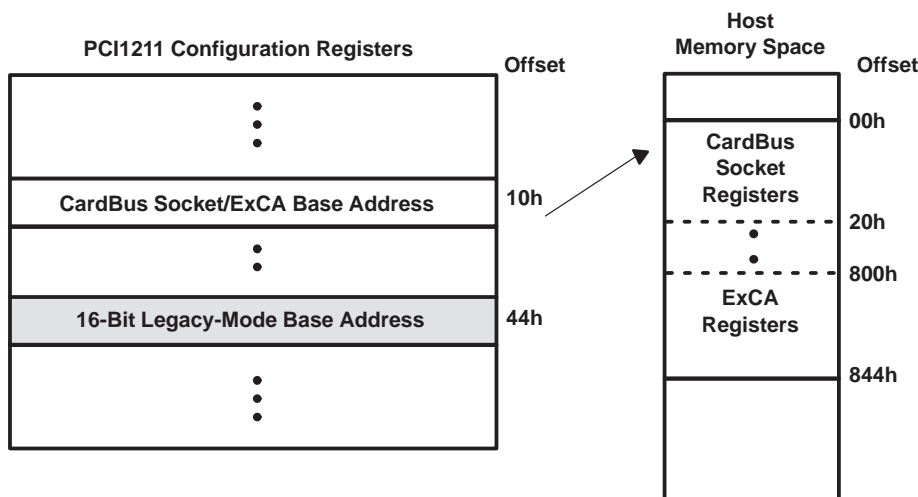 PCI1211 Configuration Registers
Offset
CardBus Socket/ExCA Base Address
10h
16-Bit Legacy-Mode Base Address
44h
Host
Memory Space
Offset
00h
CardBus
Socket
Registers
20h
800h
ExCA
Registers
844h